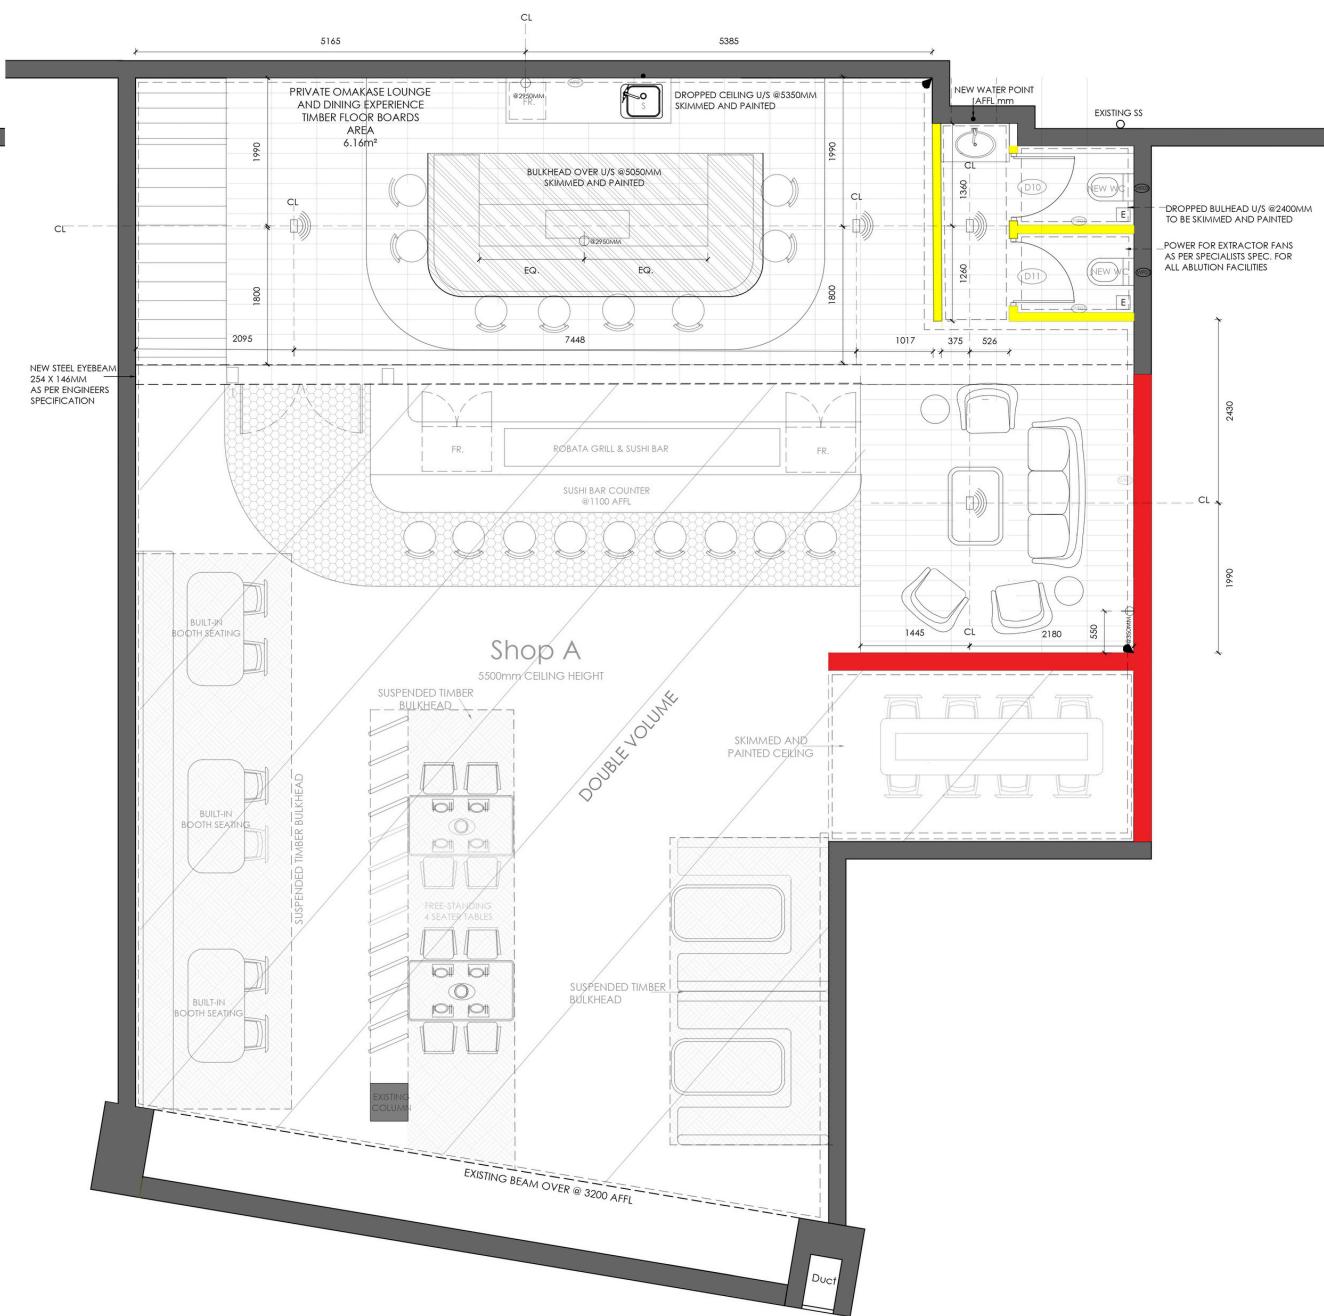 CL
5165
5385
PRIVATE OMAKASE LOUNGE
AND DINING EXPERIENCE
TIMBER FLOOR BOARDS
AREA
6.16m²
@2950MM
FR.
S
DROPPED CEILING U/S @5350MM
SKIMMED AND PAINTED
NEW WATER POINT
AFFL mm
EXISTING SS
1990
1990
BULKHEAD OVER U/S @5050MM
SKIMMED AND PAINTED
CL
1360
D10
NEW WC
E
DROPPED BULHEAD U/S @2400MM
TO BE SKIMMED AND PAINTED
CL
CL
CL
@2950MM
EQ.
EQ.
1800
1800
1260
D11
NEW WC
E
POWER FOR EXTRACTOR FANS
AS PER SPECIALISTS SPEC. FOR
ALL ABLUTION FACILITIES
2095
7448
1017
375
526
NEW STEEL EYEBEAM
254 X 146MM
AS PER ENGINEERS
SPECIFICATION
2430
FR.
ROBATA GRILL & SUSHI BAR
FR.
SUSHI BAR COUNTER
@1100 AFFL
CL
1990
BUILT-IN
BOOTH SEATING
1445
CL
2180
550
@350MM
Shop A
5500mm CEILING HEIGHT
SUSPENDED TIMBER
BULKHEAD
DOUBLE VOLUME
SKIMMED AND
PAINTED CEILING
SUSPENDED TIMBER BULKHEAD
BUILT-IN
BOOTH SEATING
FREE-STANDING
4 SEATER TABLES
SUSPENDED TIMBER
BULKHEAD
BUILT-IN
BOOTH SEATING
EXISTING
COLUMN
EXISTING BEAM OVER @ 3200 AFFL
Duct